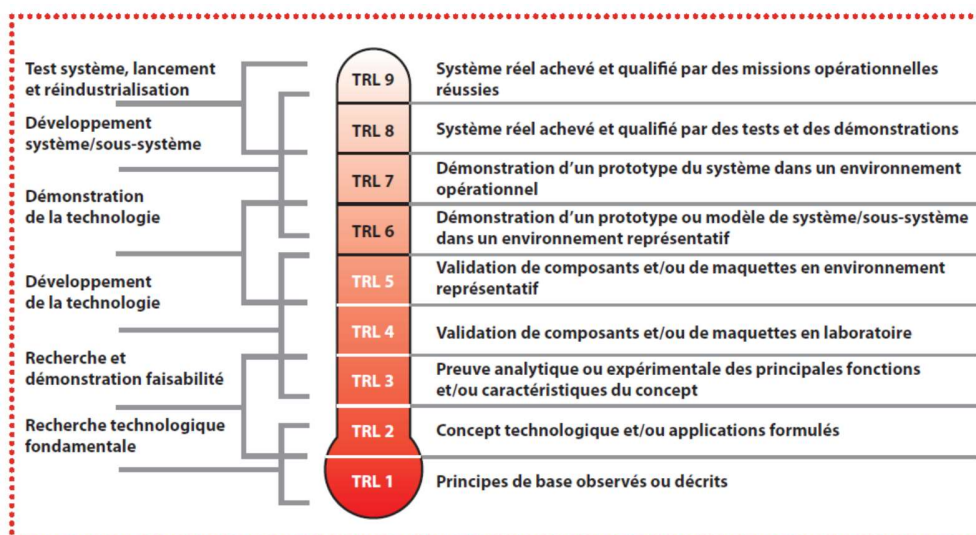 Test système, lancement
et réindustrialisation
Développement
système/sous-système
Démonstration
de la technologie
Développement
de la technologie
Recherche et
démonstration faisabilité
Recherche technologique
fondamentale
TRL 9
Système réel achevé et qualifié par des missions opérationnelles
réussies
TRL 8
Système réel achevé et qualifié par des tests et des démonstrations
TRL 7
Démonstration d'un prototype du système dans un environnement
opérationnel
TRL 6
Démonstration d'un prototype ou modèle de système/sous-système
dans un environnement représentatif
TRL 5
Validation de composants et/ou de maquettes en environnement
représentatif
TRL 4
Validation de composants et/ou de maquettes en laboratoire
TRL 3
Preuve analytique ou expérimentale des principales fonctions
et/ou caractéristiques du concept
TRL 2
Concept technologique et/ou applications formulés
TRL 1
Principes de base observés ou décrits